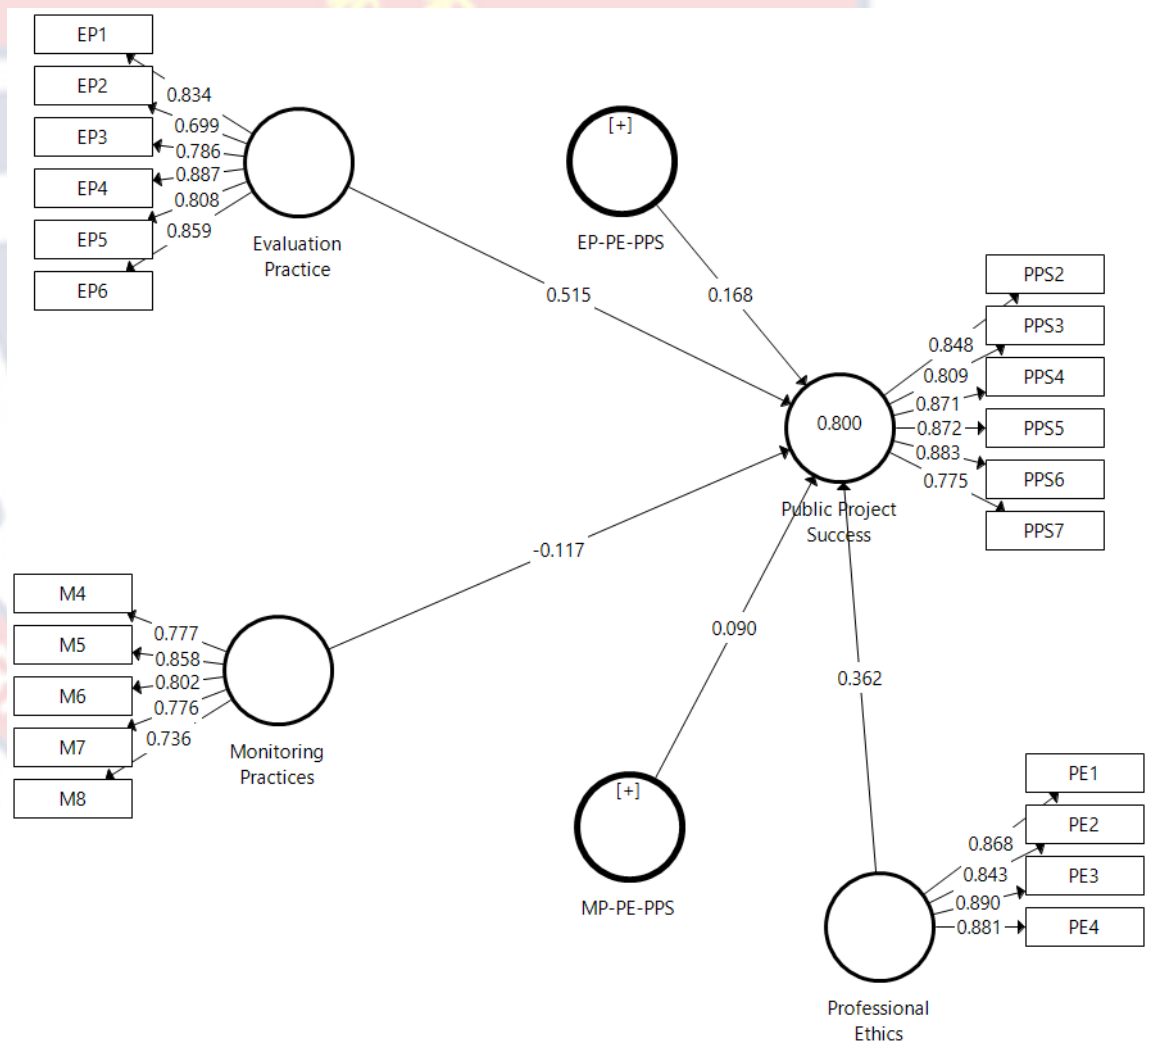 EP1
EP2
EP3
EP4
EP5
EP6
0.834
0.699
0.786
0.887
0.808
0.859
Evaluation
Practice
[+]
EP-PE-PPS
0.515
0.168
PPS2
PPS3
PPS4
PPS5
PPS6
PPS7
0.848
0.809
0.871
0.872
0.883
0.775
0.800
Public Project
Success
-0.117
M4
M5
M6
M7
M8
0.777
0.858
0.802
0.776
0.736
Monitoring
Practices
0.090
0.362
[+]
MP-PE-PPS
PE1
PE2
PE3
PE4
0.868
0.843
0.890
0.881
Professional
Ethics